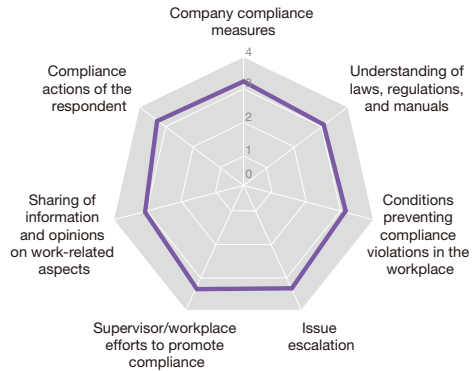 Company compliance
measures
4
3
2
1
0
Understanding of
laws, regulations,
and manuals
Conditions
preventing
compliance
violations in the
workplace
Issue
escalation
Supervisor/workplace
efforts to promote
compliance
Sharing of
information
and opinions
on work-related
aspects
Compliance
actions of the
respondent